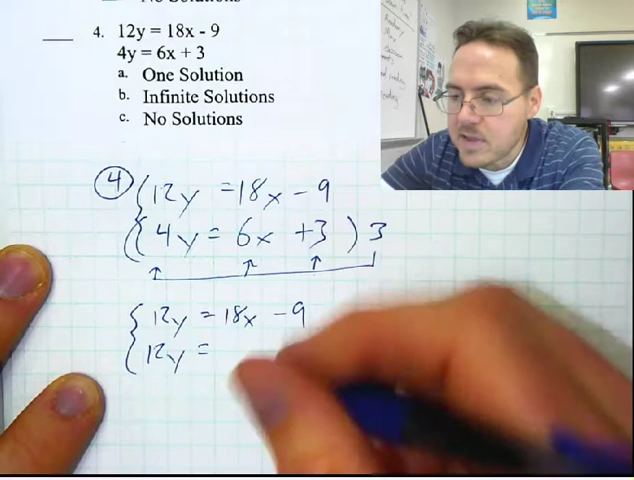 No Solutions
4. 12y = 18x - 9
4y = 6x + 3
a. One Solution
b. Infinite Solutions
c. No Solutions
4 { 12y = 18x - 9
{ ( 4y = 6x + 3 ) 3
{ 12y = 18x - 9
{ 12y =